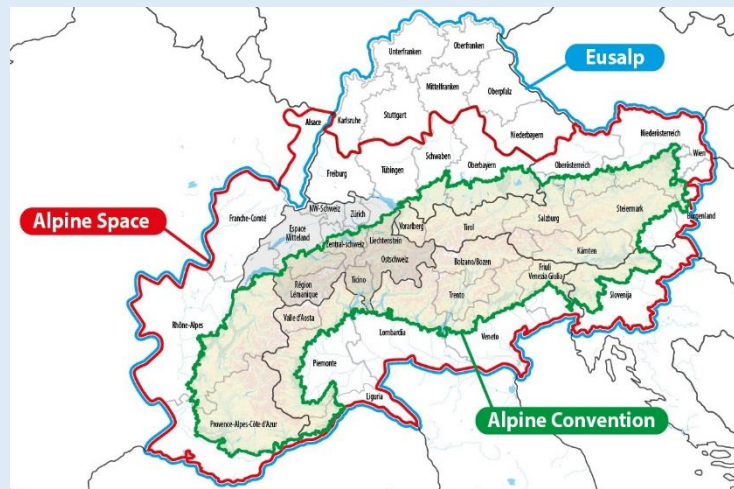 Unterfranken
Oberfranken
Eusalp
Mittelfranken
Oberpfalz
Alsace
Karlsruhe
Stuttgart
Niederbayern
Niederösterreich
Wien
Freiburg
Tübingen
Schwaben
Oberbayern
Oberösterreich
Alpine Space
Franche-Comté
NW-Schweiz
Zürich
Espace
Mittelland
Zentral-schweiz
Liechtenstein
Vorarlberg
Tirol
Salzburg
Steiermark
Burgenland
Ostschweiz
Kärnten
Région
Lémanique
Ticino
Bolzano/Bozen
Friuli
Venezia Giulia
Slovenija
Trento
Rhône-Alpes
Valle d'Aosta
Lombardia
Veneto
Piemonte
Liguria
Provence-Alpes-Côte d'Azur
Alpine Convention